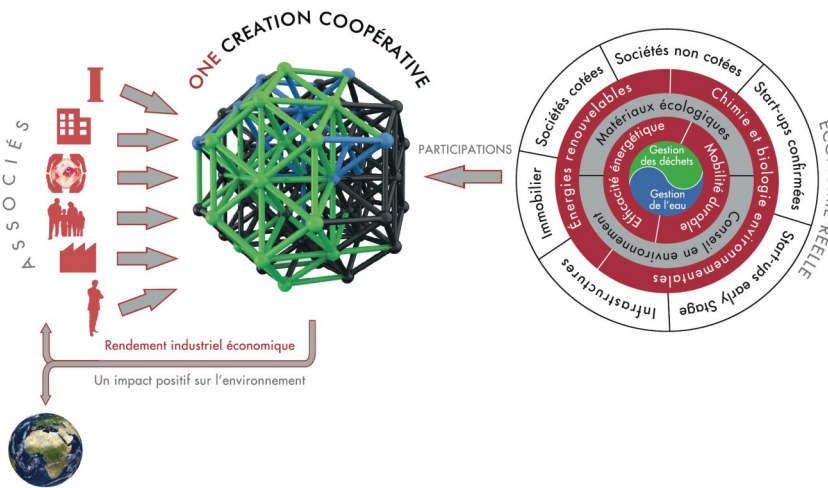 ONE CREATION COOPÉRATIVE
ASSOCIÉS
PARTICIPATIONS
Sociétés cotées
Sociétés non cotées
Start-ups confirmées
Start-ups early Stage
Infrastructures
Immobilier
Énergies renouvelables
Chimie et biologie environnementales
Matériaux écologiques
Conseil en environnement
Efficacité énergétique
Mobilité durable
Gestion
des déchets
Gestion
de l'eau
Rendement industriel économique
Un impact positif sur l'environnement